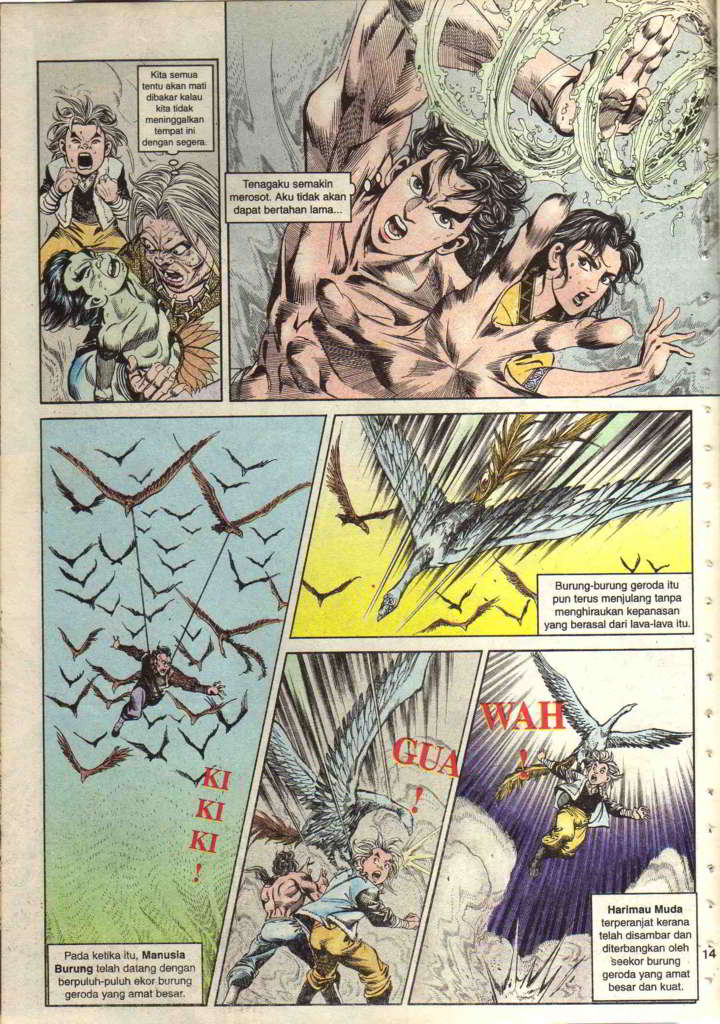 Kita semua
tentu akan mati
dibakar kalau
kita tidak
meninggalkan
tempat ini
dengan segera.
Tenagaku semakin
merosot. Aku tidak
dapat bertahan lama...
KI
KI
KI
!
Pada ketika itu, Manusia
Burung telah datang dengan
berpuluh-puluh ekor burung
geroda yang amat besar.
Burung-burung geroda itu
pun terus menjulang tanpa
menghiraukan kepanasan
yang berasal dari lava-lava itu.
GUA
!
WAH
!
Harimau Muda
terperanjat kerana
telah disambar dan
diterbangkan oleh
seekor burung
geroda yang amat
besar dan kuat.
14